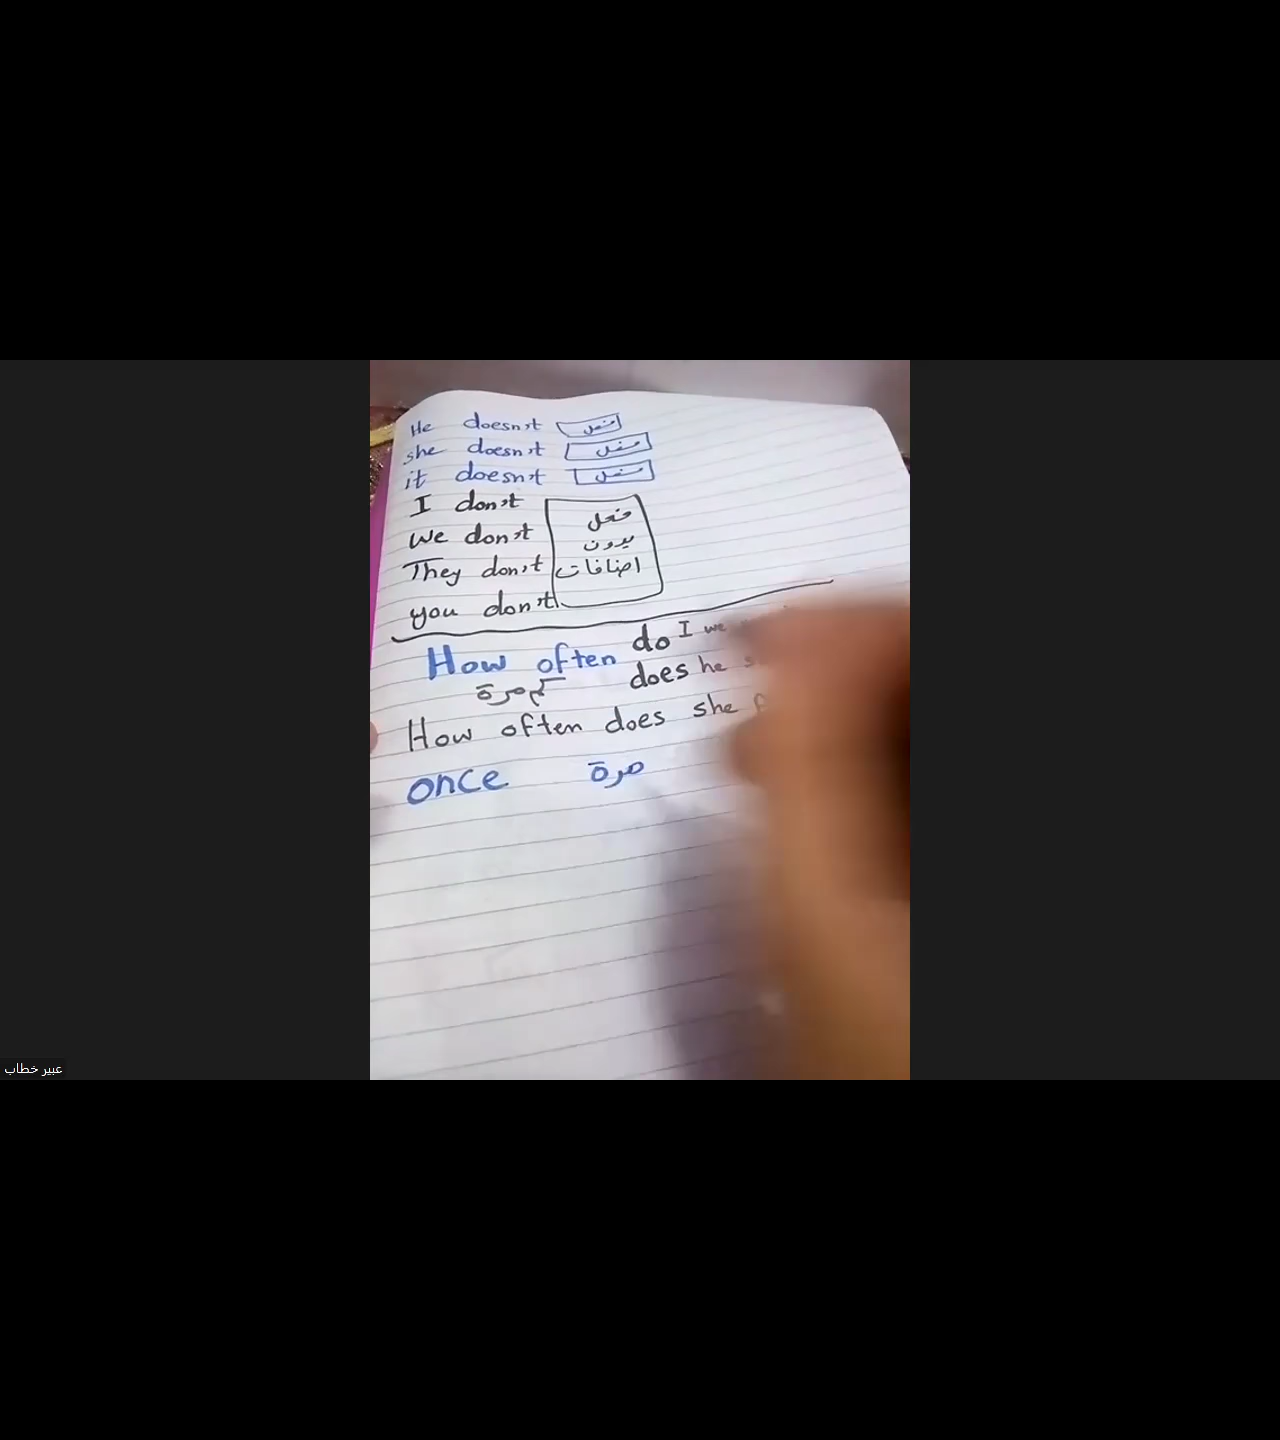 He doesn't فعل
she doesn't فعل
it doesn't فعل
I don't فعل
we don't بدون
They don't اضافات
you don't
How often do I we
كم مرة does he
How often does she
once مرة
عبير خطاب